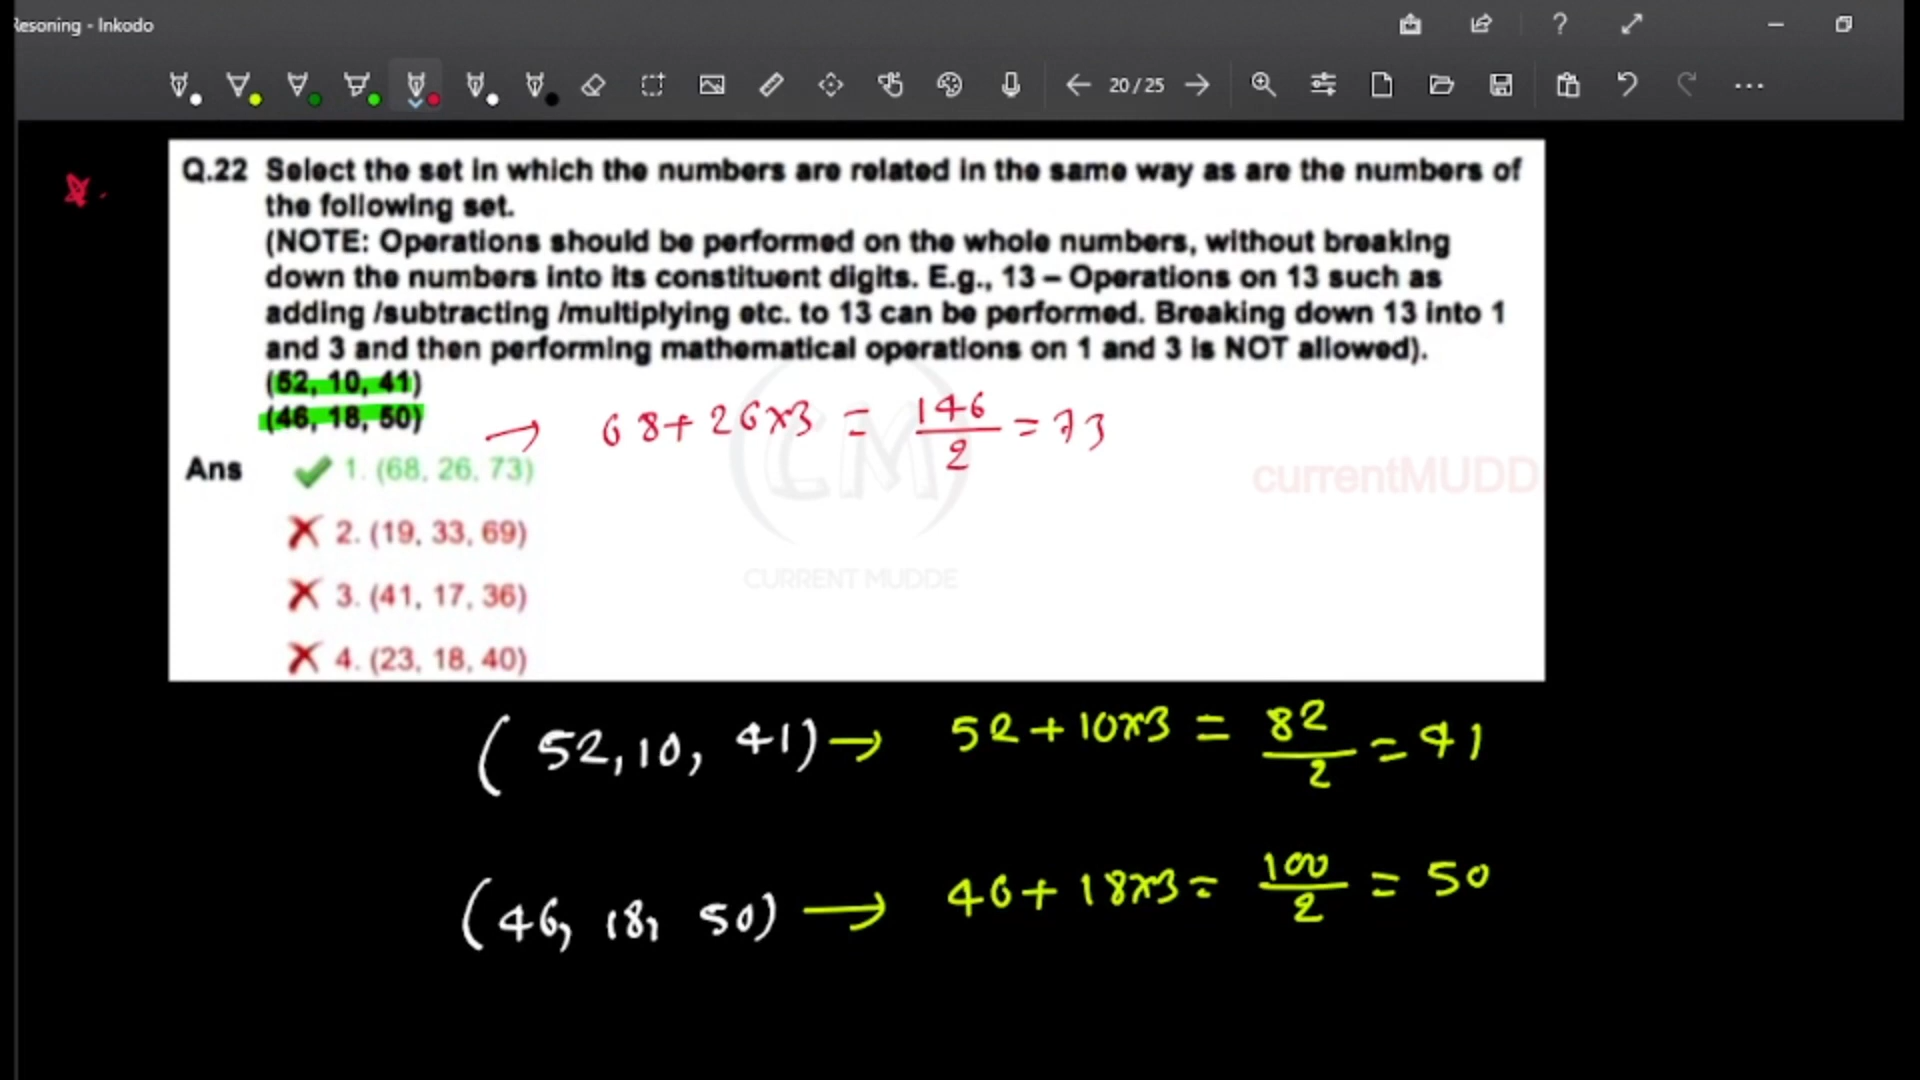 Resoning - Inkodo
20/25
Q.22 Select the set in which the numbers are related in the same way as are the numbers of
the following set.
(NOTE: Operations should be performed on the whole numbers, without breaking
down the numbers into its constituent digits. E.g., 13 – Operations on 13 such as
adding /subtracting /multiplying etc. to 13 can be performed. Breaking down 13 into 1
and 3 and then performing mathematical operations on 1 and 3 is NOT allowed).
(52, 10, 41)
(46, 18, 50)
→ 68+26×3 = 146/2 = 73
Ans 1. (68, 26, 73)
currentMUDD
2. (19, 33, 69)
CM
CURRENT MUDDE
3. (41, 17, 36)
4. (23, 18, 40)
(52, 10, 41) → 52+10×3 = 82/2 = 41
(46, 18, 50) → 46+18×3 = 100/2 = 50